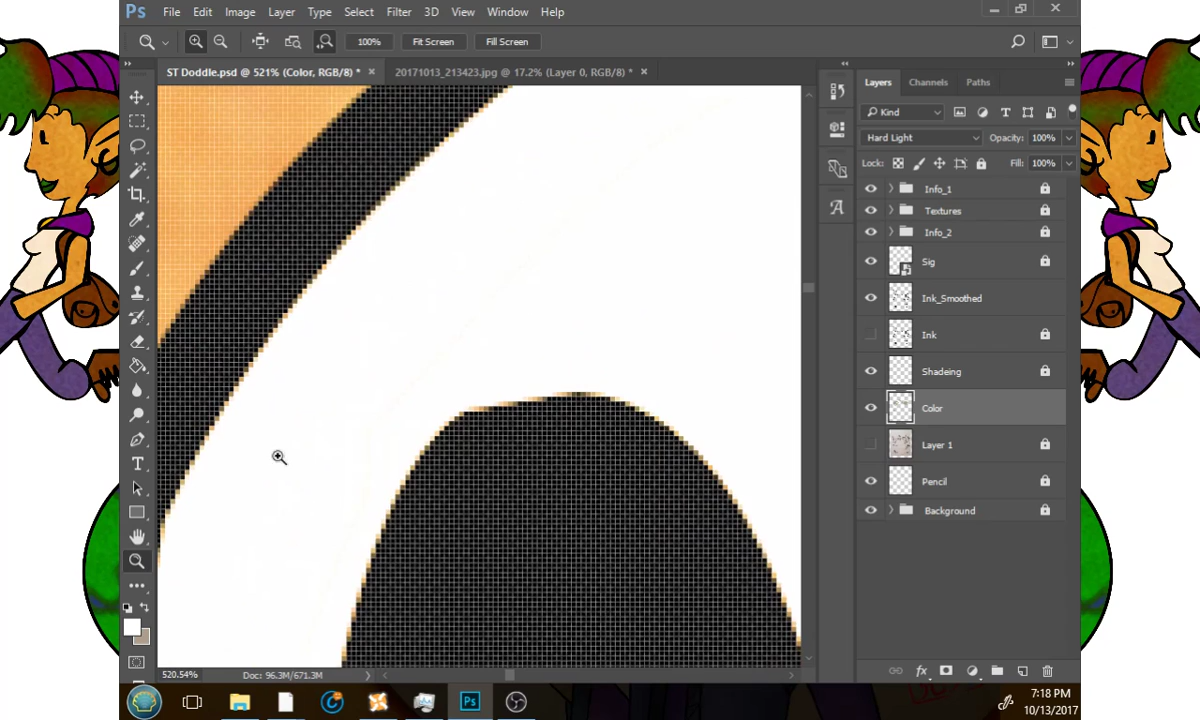 Ps File Edit Image Layer Type Select Filter 3D View Window Help
100% Fit Screen Fill Screen
ST Doddle.psd @ 521% (Color, RGB/8) * × 20171013_213423.jpg @ 17.2% (Layer 0, RGB/8) * ×
Layers Channels Paths
Kind
Hard Light Opacity: 100%
Lock: Fill: 100%
Info_1
Textures
Info_2
Sig
Ink_Smoothed
Ink
Shadeing
Color
Layer 1
Pencil
Background
520.54% Doc: 96.3M/671.3M
Ps
7:18 PM
10/13/2017